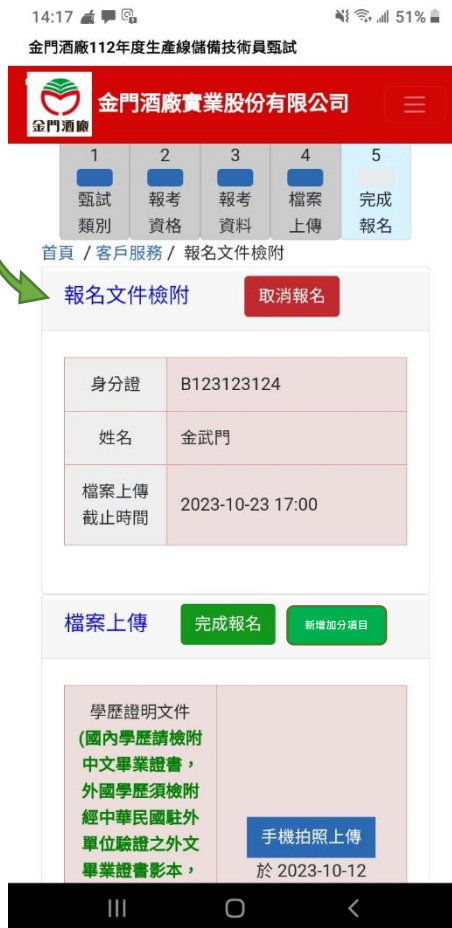 14:17 51%
金門酒廠112年度生產線儲備技術員甄試
金門酒廠實業股份有限公司
金門酒廠
1 2 3 4 5
甄試 報考 報考 檔案 完成
類別 資格 資料 上傳 報名
首頁 / 客戶服務 / 報名文件檢附
報名文件檢附 取消報名
身分證 B123123124
姓名 金武門
檔案上傳
截止時間 2023-10-23 17:00
檔案上傳 完成報名 新增加分項目
學歷證明文件
(國內學歷請檢附
中文畢業證書，
外國學歷須檢附
經中華民國駐外
單位驗證之外文
畢業證書影本，
手機拍照上傳
於 2023-10-12